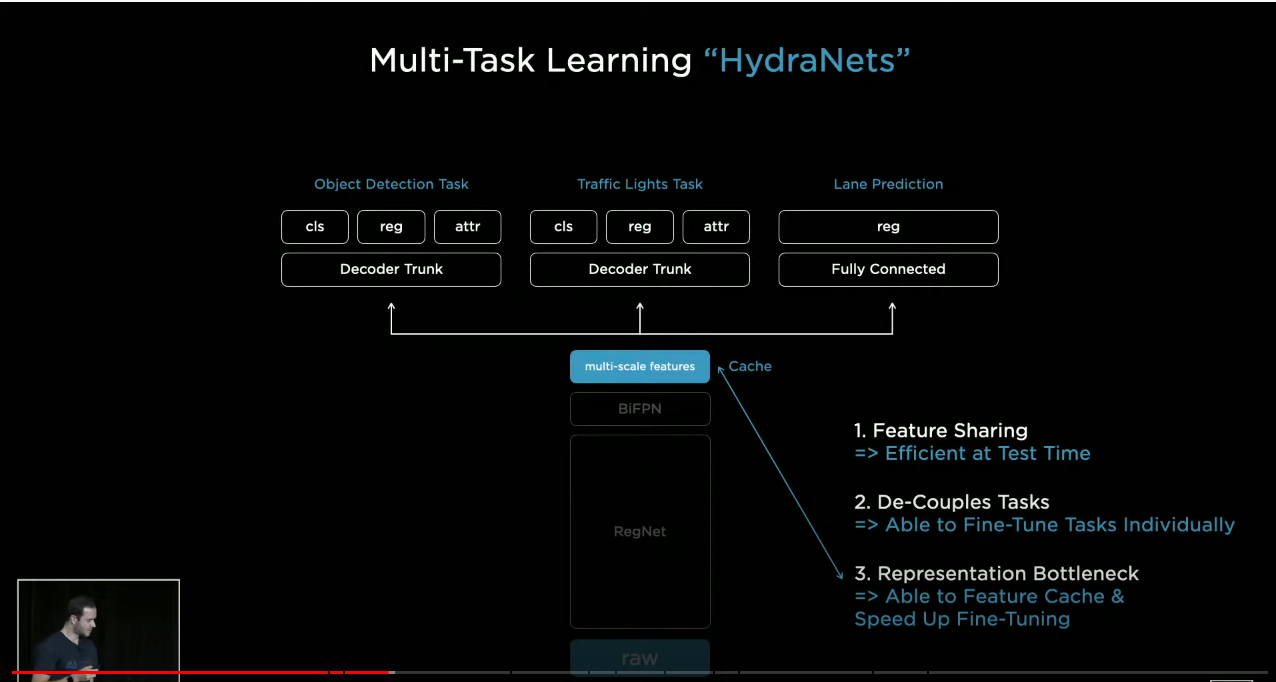 Multi-Task Learning “HydraNets”
Object Detection Task
Traffic Lights Task
Lane Prediction
cls reg attr
cls reg attr
reg
Decoder Trunk
Decoder Trunk
Fully Connected
multi-scale features
Cache
BiFPN
RegNet
raw
1. Feature Sharing
=> Efficient at Test Time
2. De-Couples Tasks
=> Able to Fine-Tune Tasks Individually
3. Representation Bottleneck
=> Able to Feature Cache &
Speed Up Fine-Tuning